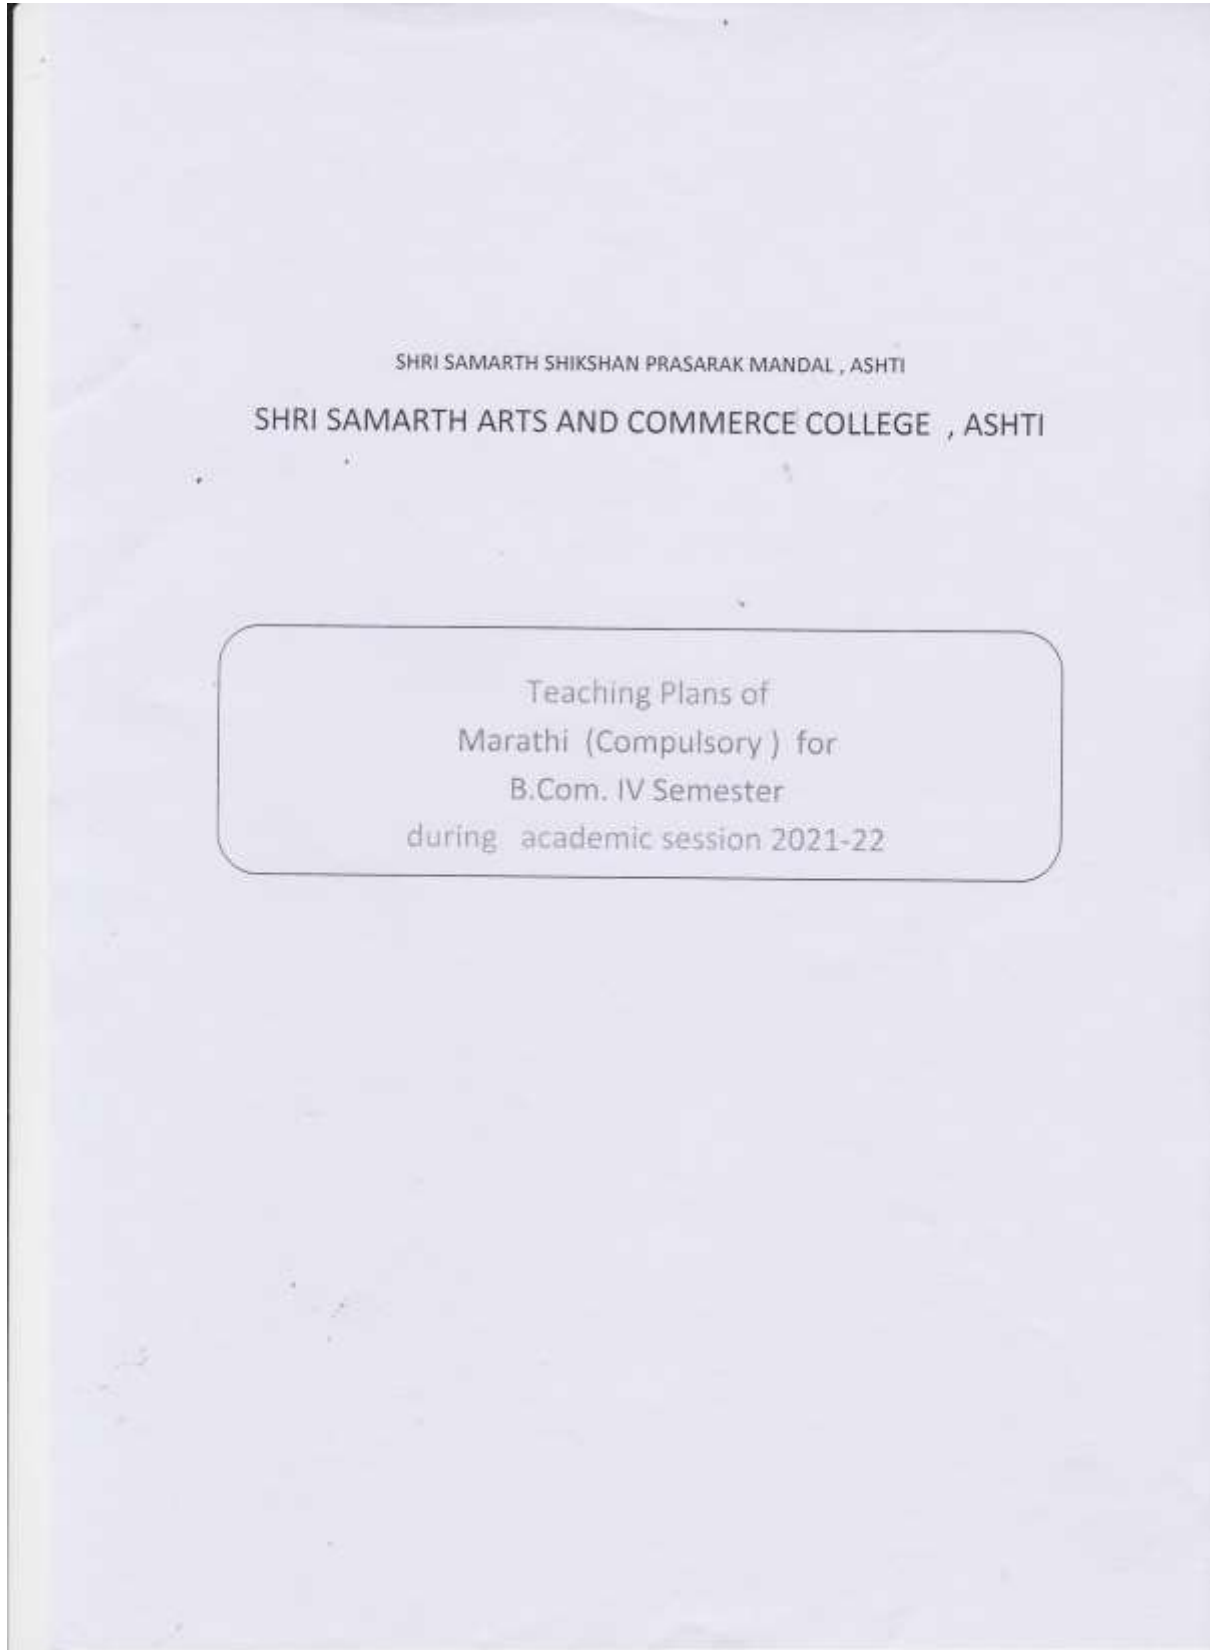 SHRI SAMARTH SHIKSHAN PRASARAK MANDAL , ASHTI
SHRI SAMARTH ARTS AND COMMERCE COLLEGE , ASHTI
Teaching Plans of
Marathi (Compulsory ) for
B.Com. IV Semester
during academic session 2021-22